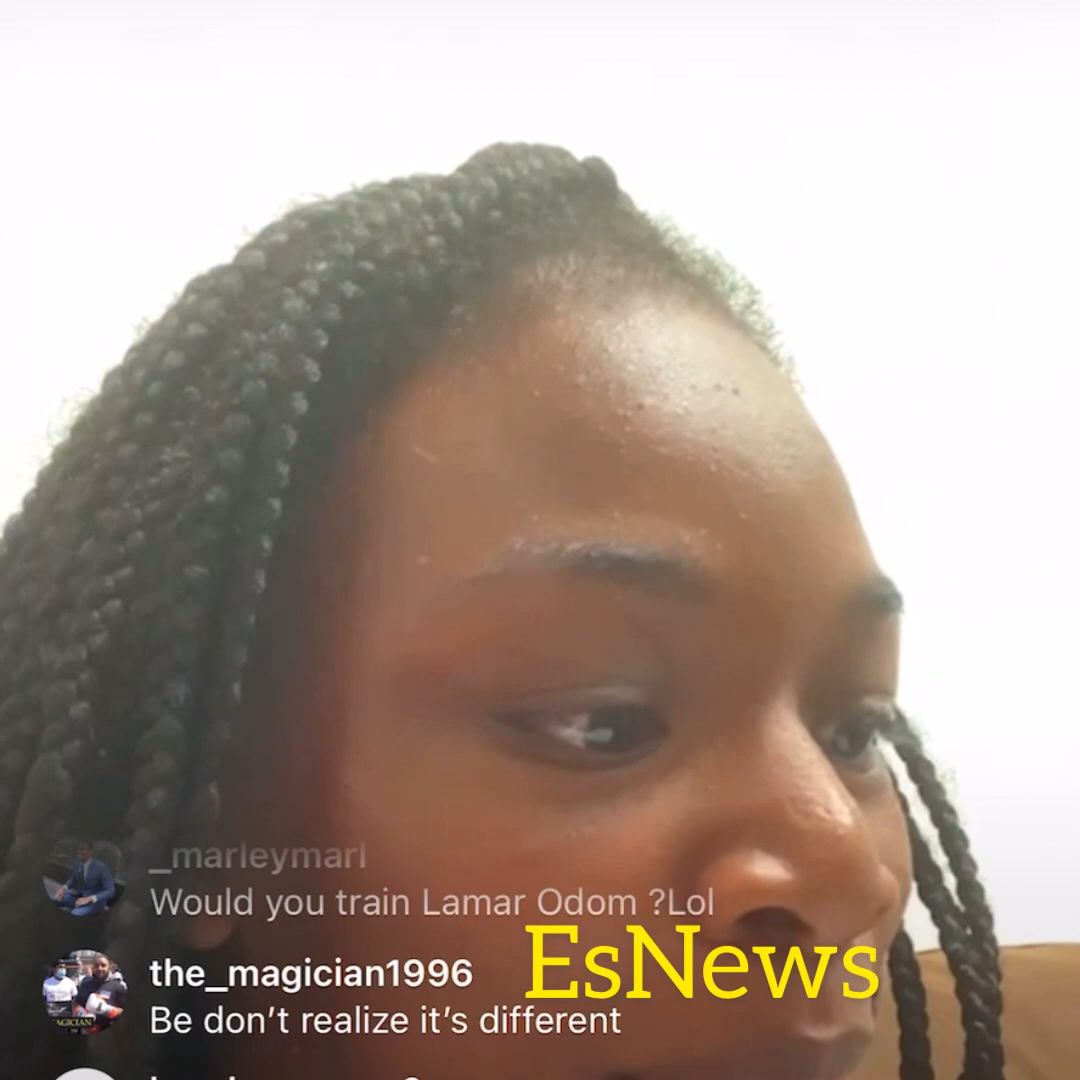 _marleymarl
Would you train Lamar Odom ?Lol
the_magician1996
EsNews
Be don't realize it's different